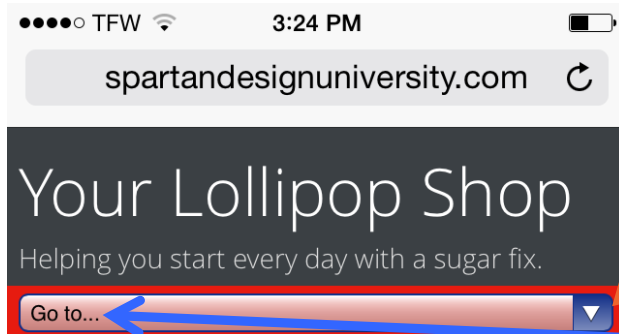 TFW 3:24 PM
spartandesignuniversity.com
Your Lollipop Shop
Helping you start every day with a sugar fix.
Go to...